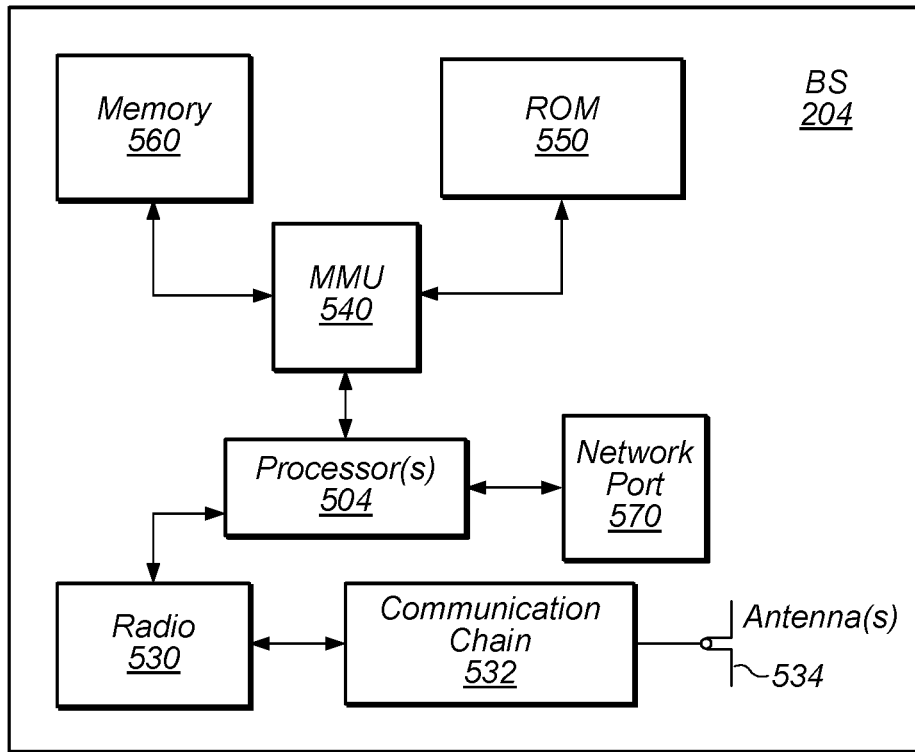 Memory
560
ROM
550
BS
204
MMU
540
Processor(s)
504
Network
Port
570
Radio
530
Communication
Chain
532
Antenna(s)
534